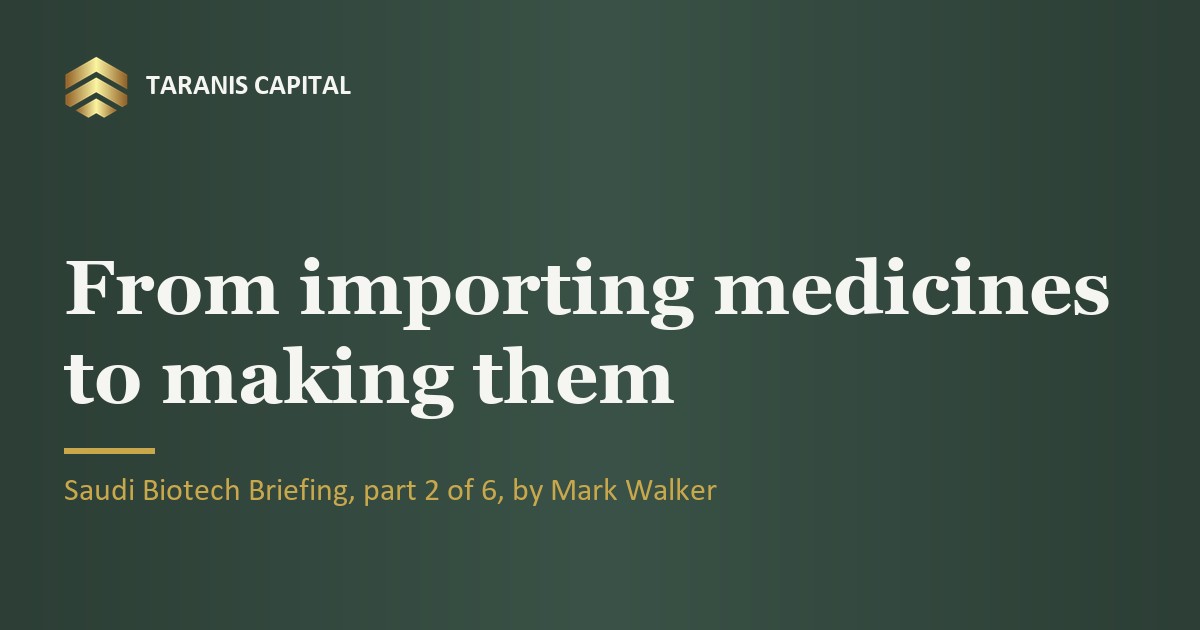 TARANIS CAPITAL
From importing medicines
to making them
Saudi Biotech Briefing, part 2 of 6, by Mark Walker